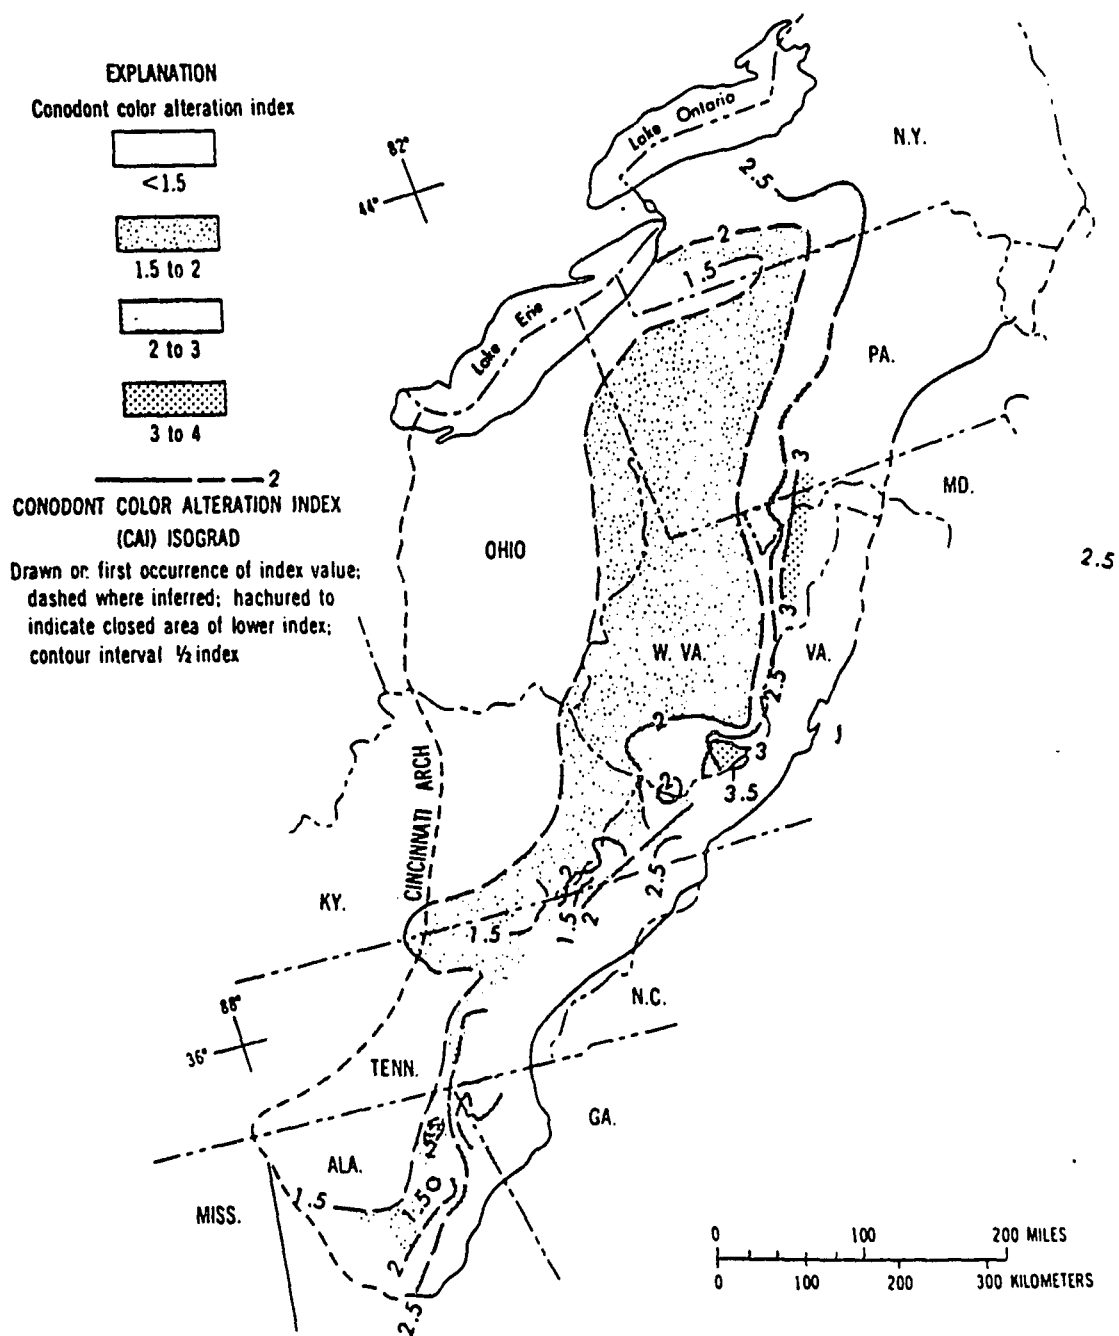 EXPLANATION
Conodont color alteration index
<1.5
1.5 to 2
2 to 3
3 to 4
2
CONODONT COLOR ALTERATION INDEX
(CAI) ISOGRAD
Drawn on first occurrence of index value;
dashed where inferred; hachured to
indicate closed area of lower index;
contour interval ½ index
82°
44°
Lake Ontario
N.Y.
2.5
2
1.5
Lake Erie
PA.
3
MD.
OHIO
2.5
3
W. VA.
VA.
2.5
2
3
2
3.5
CINCINNATI ARCH
KY.
2
2.5
1.5
1.5
2
N.C.
88°
36°
TENN.
GA.
ALA.
1.5
1.5
MISS.
2
2.5
0 100 200 MILES
0 100 200 300 KILOMETERS